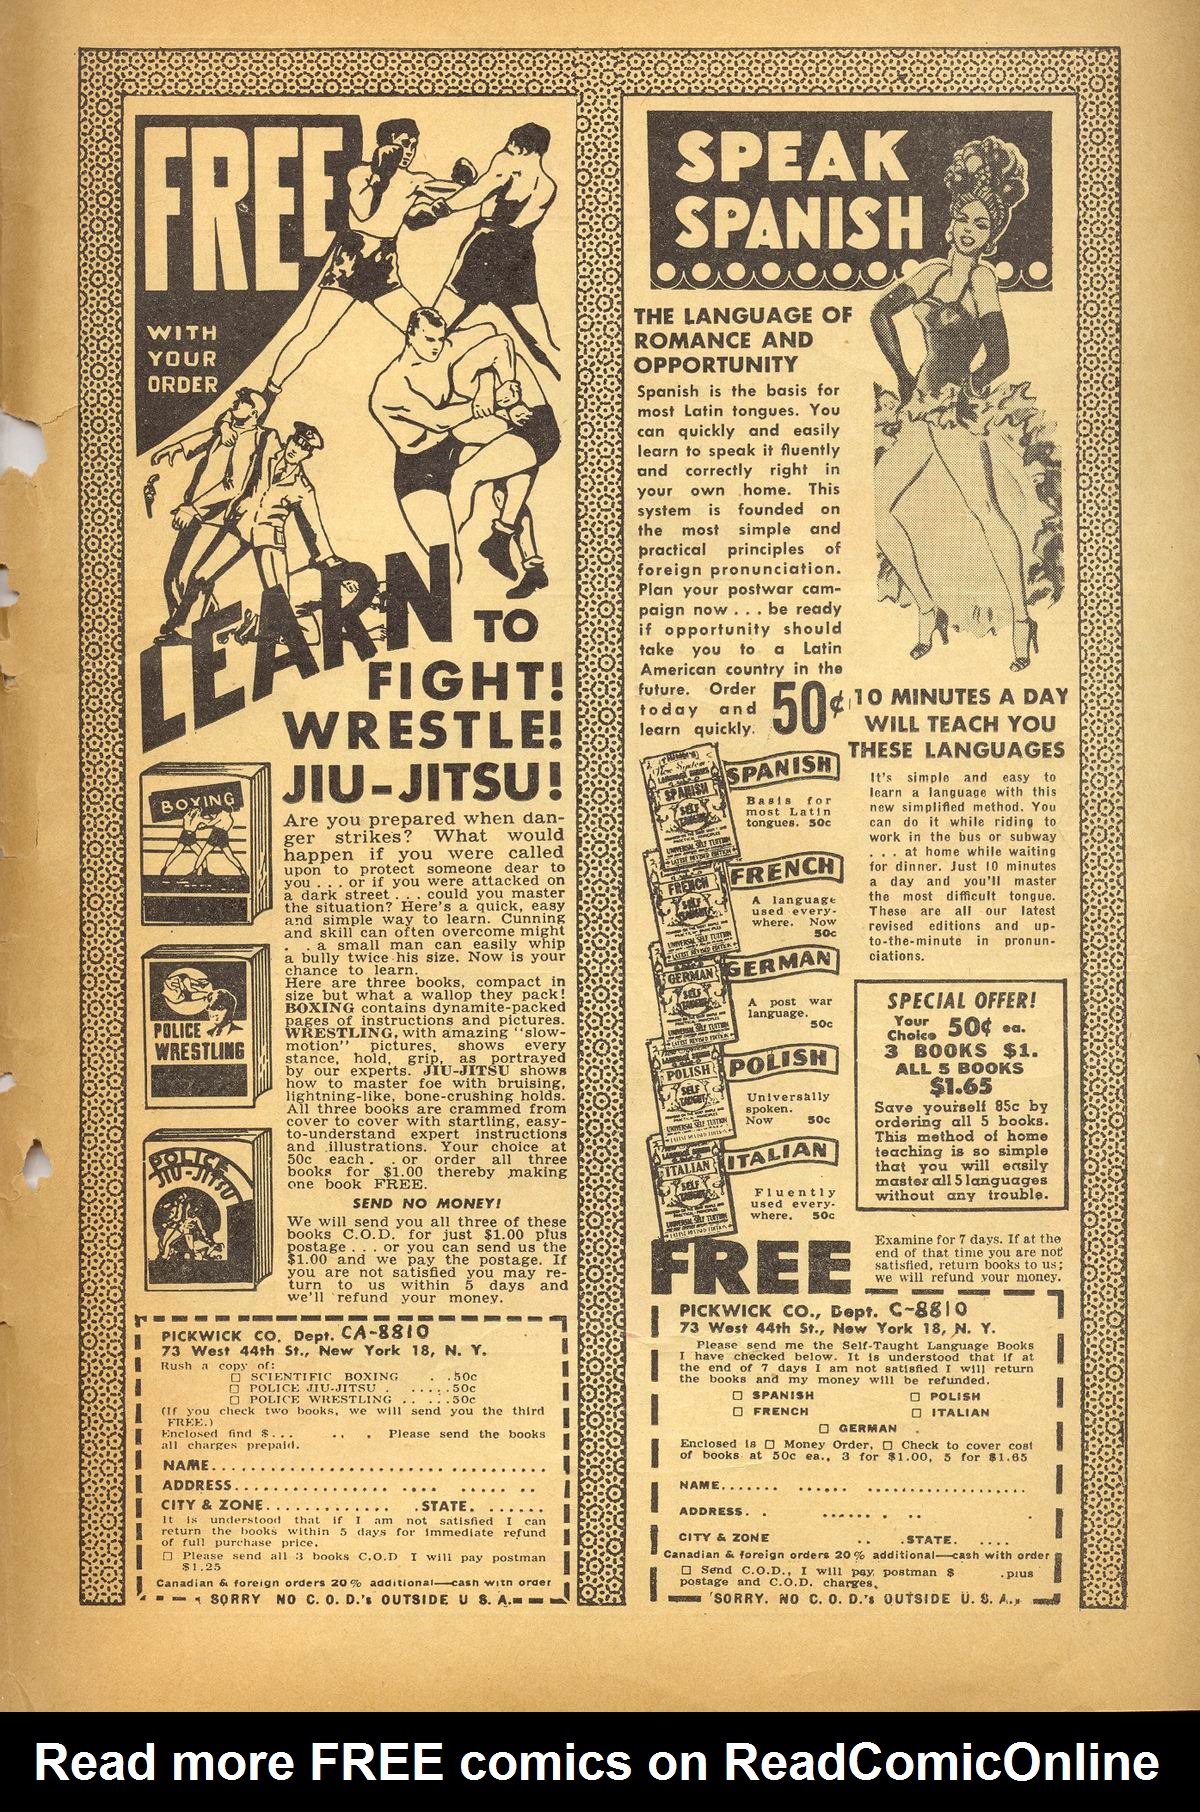 FREE
WITH
YOUR
ORDER
LEARN TO
FIGHT!
WRESTLE!
JIU-JITSU!
BOXING
POLICE
WRESTLING
POLICE
JIU-JITSU
Are you prepared when dan-
ger strikes? What would
happen if you were called
upon to protect someone dear to
you . . . or if you were attacked on
a dark street . . . could you master
the situation? Here's a quick, easy
and simple way to learn. Cunning
and skill can often overcome might
. . . a small man can easily whip
a bully twice his size. Now is your
chance to learn.
Here are three books, compact in
size but what a wallop they pack!
BOXING contains dynamite-packed
pages of instructions and pictures.
WRESTLING, with amazing "slow-
motion" pictures, shows every
stance, hold, grip, as portrayed
by our experts. JIU-JITSU shows
how to master foe with bruising,
lightning-like, bone-crushing holds.
All three books are crammed from
cover to cover with startling, easy-
to-understand expert instructions
and illustrations. Your choice at
50c each. . or order all three
books for $1.00 thereby making
one book FREE.
SEND NO MONEY!
We will send you all three of these
books C.O.D. for just $1.00 plus
postage . . . or you can send us the
$1.00 and we pay the postage. If
you are not satisfied you may re-
turn to us within 5 days and
we'll refund your money.
PICKWICK CO. Dept. CA-8810
73 West 44th St., New York 18, N. Y.
Rush a copy of:
☐ SCIENTIFIC BOXING . .50c
☐ POLICE JIU-JITSU . . . . . .50c
☐ POLICE WRESTLING . . . . .50c
(If you check two books, we will send you the third
FREE.)
Enclosed find $... .. . Please send the books
all charges prepaid.
NAME..................................
ADDRESS................ .... ..... ..
CITY & ZONE............. .STATE. ......
It is understood that if I am not satisfied I can
return the books within 5 days for immediate refund
of full purchase price.
☐ Please send all 3 books C.O.D I will pay postman
$1.25
Canadian & foreign orders 20% additional—cash with order
SORRY NO C. O. D.'s OUTSIDE U S A.
SPEAK
SPANISH
THE LANGUAGE OF
ROMANCE AND
OPPORTUNITY
Spanish is the basis for
most Latin tongues. You
can quickly and easily
learn to speak it fluently
and correctly right in
your own home. This
system is founded on
the most simple and
practical principles of
foreign pronunciation.
Plan your postwar cam-
paign now . . . be ready
if opportunity should
take you to a Latin
American country in the
future. Order
today and
learn quickly.
50¢
10 MINUTES A DAY
WILL TEACH YOU
THESE LANGUAGES
SPANISH
SELF
TAUGHT
SPANISH
Basis for
most Latin
tongues. 50c
FRENCH
SELF
TAUGHT
UNIVERSAL SELF TUITION
FRENCH
A language
used every-
where. Now
50c
GERMAN
SELF
TAUGHT
UNIVERSAL SELF TUITION
GERMAN
A post war
language.
50c
POLISH
SELF
TAUGHT
UNIVERSAL SELF TUITION
POLISH
Universally
spoken.
Now 50c
ITALIAN
SELF
TAUGHT
UNIVERSAL SELF TUITION
ITALIAN
Fluently
used every-
where. 50c
It's simple and easy to
learn a language with this
new simplified method. You
can do it while riding to
work in the bus or subway
. . . . at home while waiting
for dinner. Just 10 minutes
a day and you'll master
the most difficult tongue.
These are all our latest
revised editions and up-
to-the-minute in pronun-
ciations.
SPECIAL OFFER!
Your
Choice 50¢ ea.
3 BOOKS $1.
ALL 5 BOOKS
$1.65
Save yourself 85c by
ordering all 5 books.
This method of home
teaching is so simple
that you will easily
master all 5 languages
without any trouble.
FREE
Examine for 7 days. If at the
end of that time you are not
satisfied, return books to us;
we will refund your money.
PICKWICK CO., Dept. C-8810
73 West 44th St., New York 18, N. Y.
Please send me the Self-Taught Language Books
I have checked below. It is understood that if at
the end of 7 days I am not satisfied I will return
the books and my money will be refunded.
☐ SPANISH ☐ POLISH
☐ FRENCH ☐ ITALIAN
☐ GERMAN
Enclosed is ☐ Money Order, ☐ Check to cover cost
of books at 50c ea., 3 for $1.00, 5 for $1.65
NAME....... ...... ...................
ADDRESS. . ...... . .
CITY & ZONE .. .STATE. ....
Canadian & foreign orders 20% additional—cash with order
☐ Send C.O.D., I will pay postman $ .plus
postage and C.O.D. charges.
SORRY. NO C. O. D.'s OUTSIDE U. S. A..
Read more FREE comics on ReadComicOnline